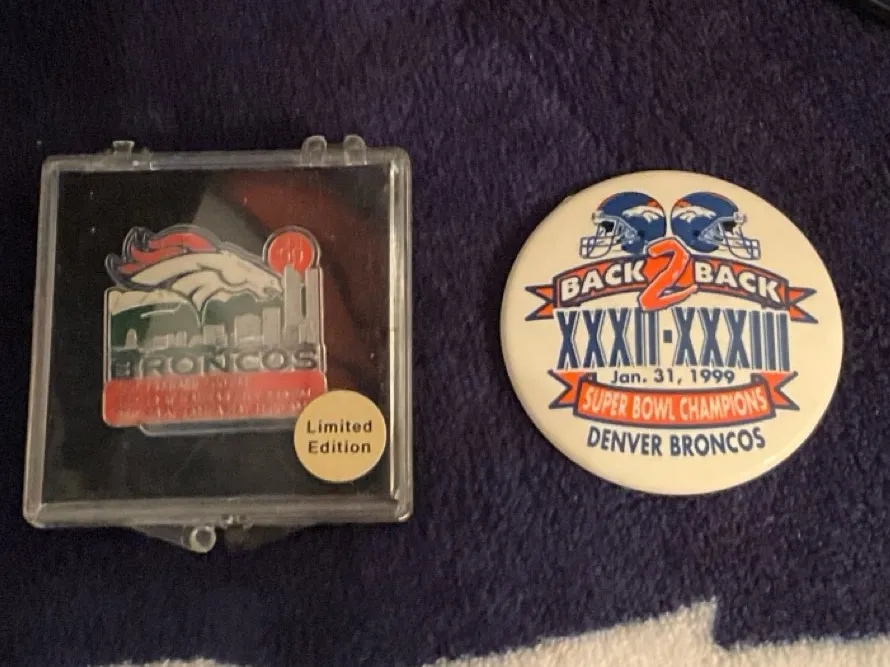 BRONCOS
Limited
Edition
BACK 2 BACK
XXXII-XXXIII
Jan. 31, 1999
SUPER BOWL CHAMPIONS
DENVER BRONCOS